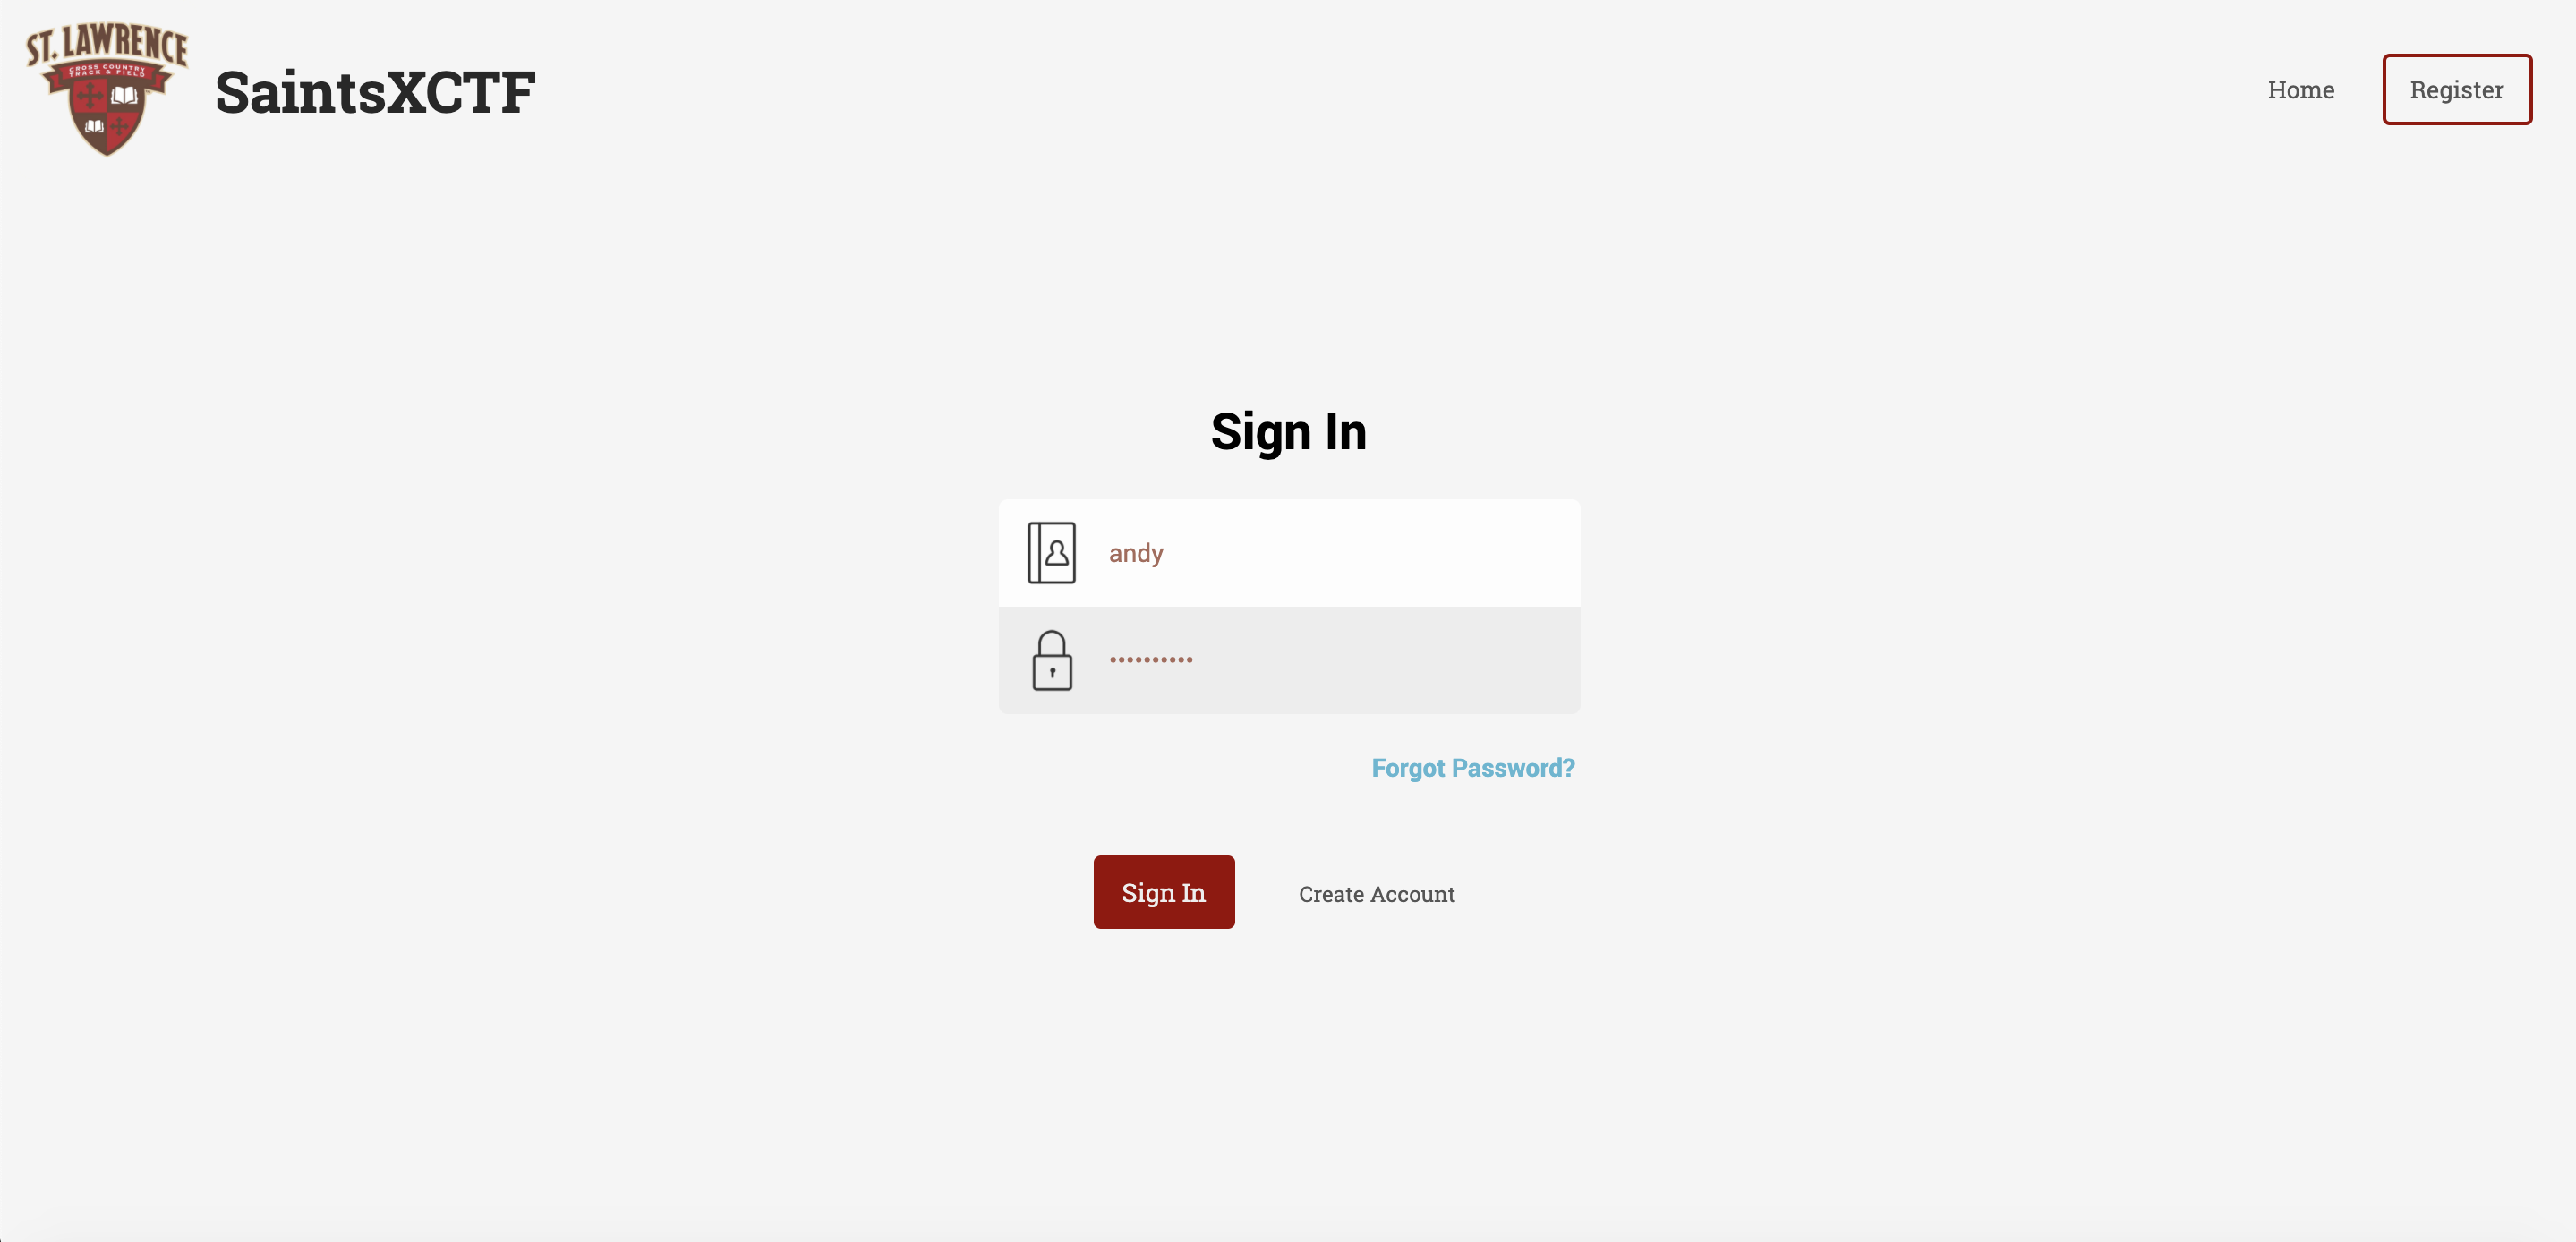 ST. LAWRENCE
CROSS COUNTRY
TRACK & FIELD
SaintsXCTF
Home
Register
Sign In
andy
••••••••••
Forgot Password?
Sign In
Create Account